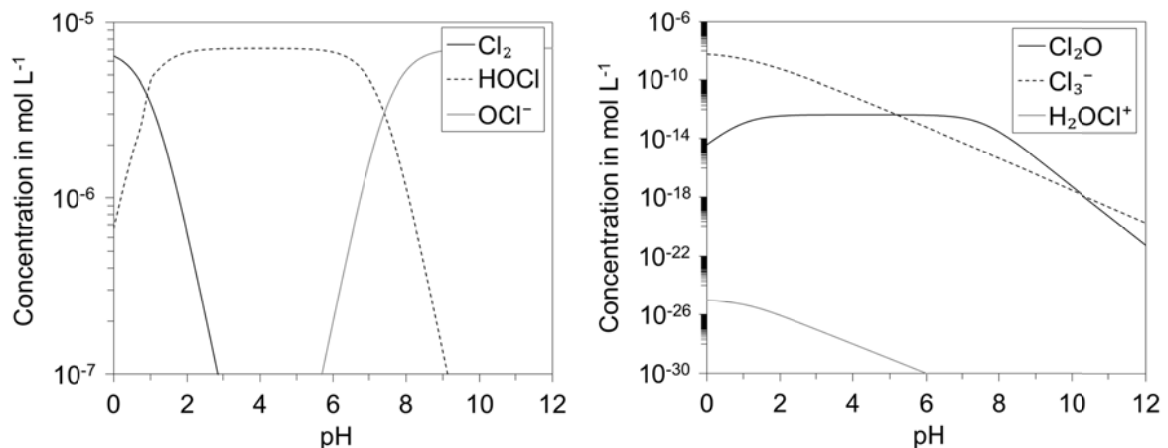 Concentration in mol L⁻¹
10⁻⁵
10⁻⁶
10⁻⁷
Cl₂
HOCl
OCl⁻
0 2 4 6 8 10 12
pH
Concentration in mol L⁻¹
10⁻⁶
10⁻¹⁰
10⁻¹⁴
10⁻¹⁸
10⁻²²
10⁻²⁶
10⁻³⁰
Cl₂O
Cl₃⁻
H₂OCl⁺
0 2 4 6 8 10 12
pH